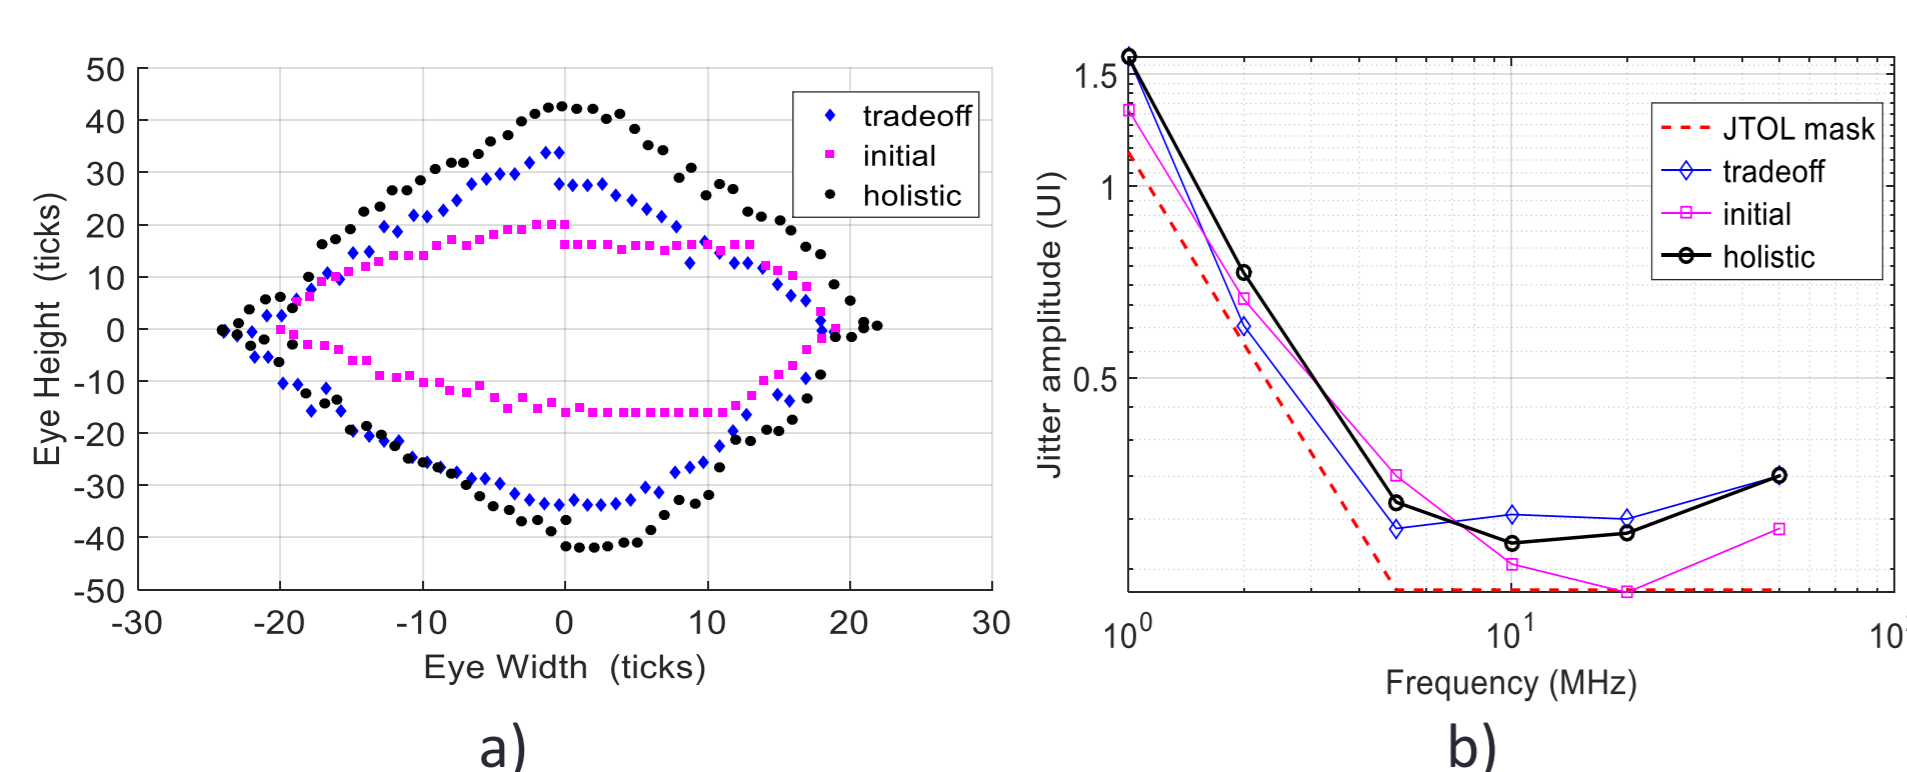 50
40
30
20
10
0
-10
-20
-30
-40
-50
-30
-20
-10
0
10
20
30
Eye Height (ticks)
Eye Width (ticks)
tradeoff
initial
holistic
a)
1.5
1
0.5
10^0
10^1
Jitter amplitude (UI)
Frequency (MHz)
JTOL mask
tradeoff
initial
holistic
b)